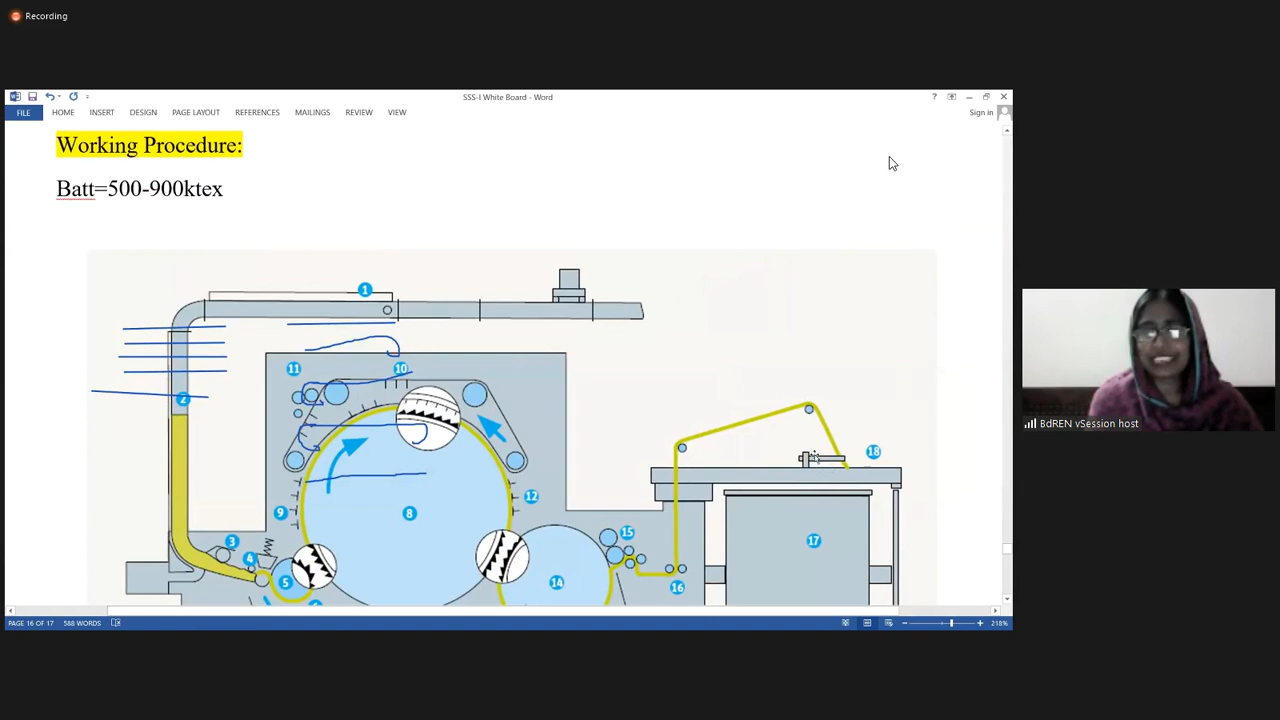 Recording
SSS-I White Board - Word
?
FILE HOME INSERT DESIGN PAGE LAYOUT REFERENCES MAILINGS REVIEW VIEW
Sign in
Working Procedure:
Batt=500-900ktex
1
11
10
2
18
12
9
8
15
17
3
4
5
14
16
BdREN vSession host
PAGE 16 OF 17 588 WORDS
218%